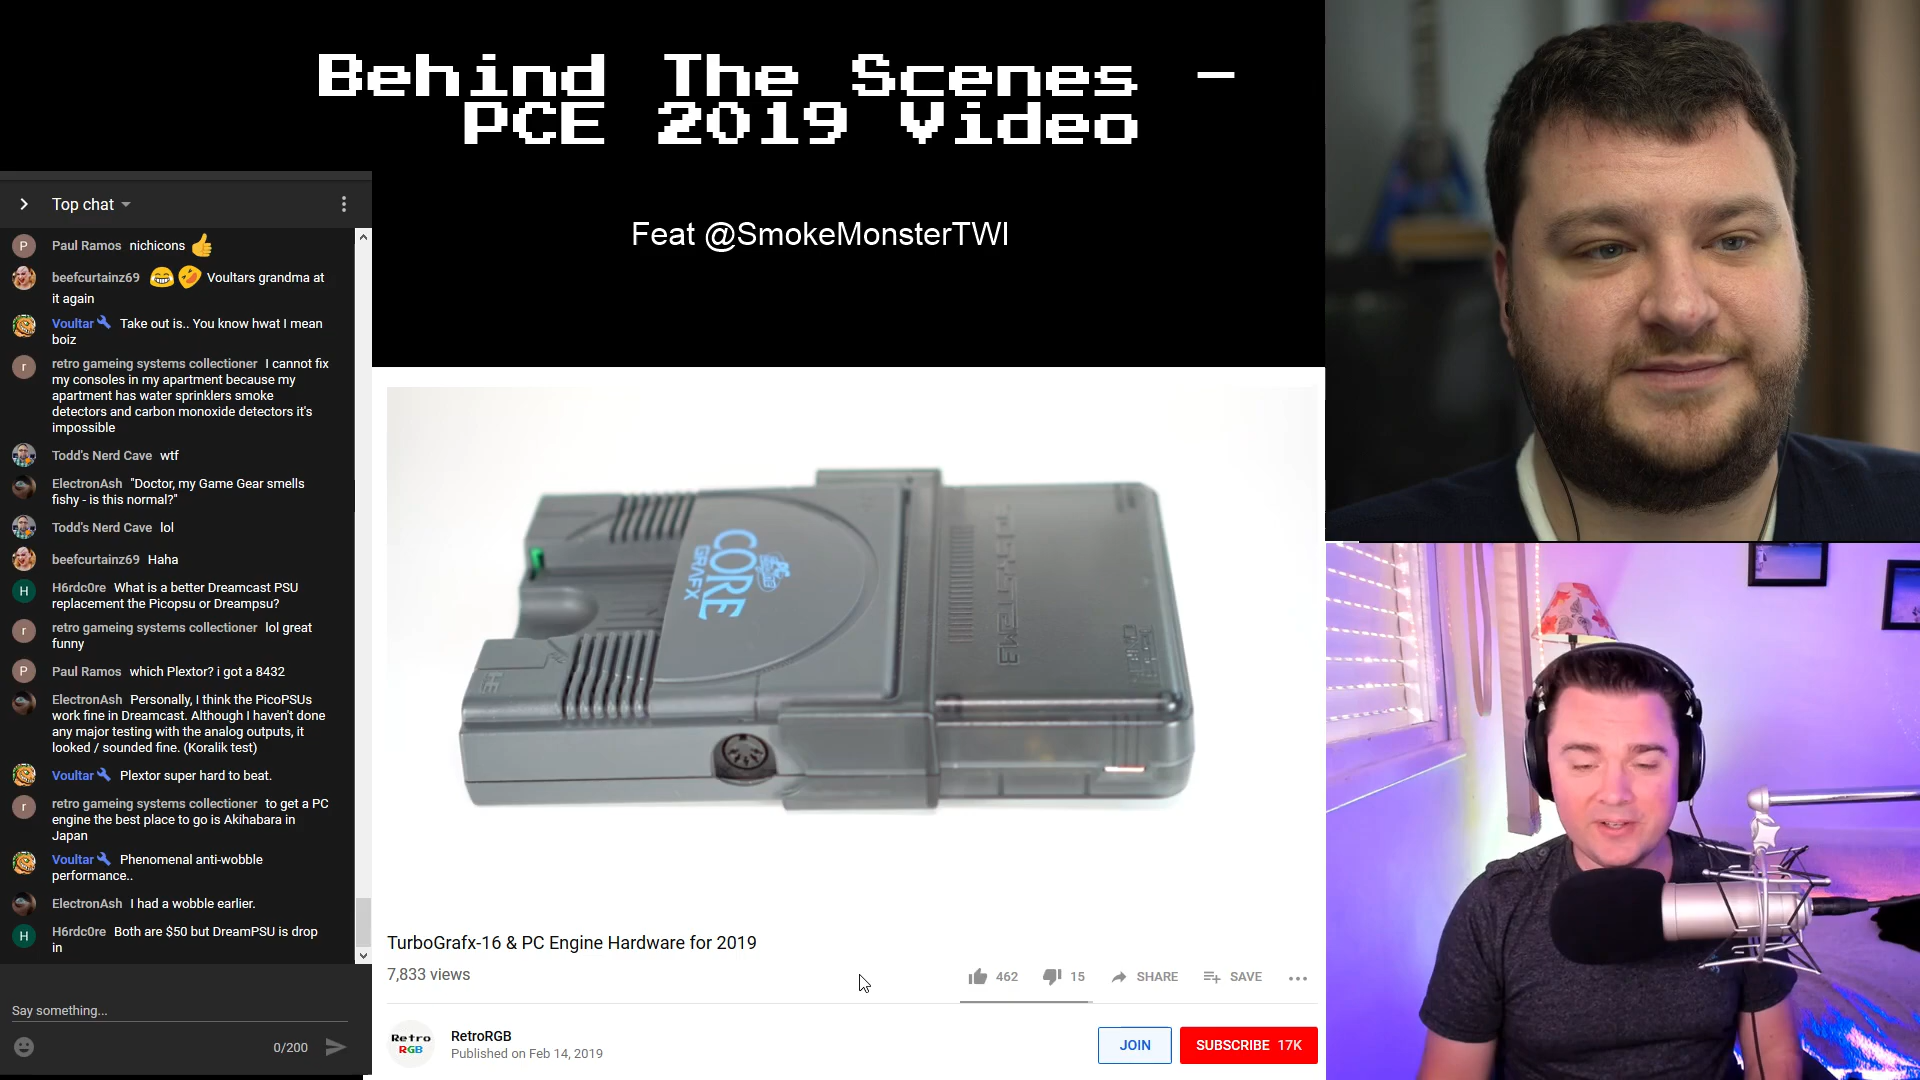 Behind The Scenes -
PCE 2019 Video
Feat @SmokeMonsterTWI
Top chat
P Paul Ramos nichicons 👍
beefcurtainz69 😂🤣 Voultars grandma at
it again
Voultar Take out is.. You know hwat I mean
boiz
r retro gameing systems collectioner I cannot fix
my consoles in my apartment because my
apartment has water sprinklers smoke
detectors and carbon monoxide detectors it's
impossible
Todd's Nerd Cave wtf
ElectronAsh "Doctor, my Game Gear smells
fishy - is this normal?"
Todd's Nerd Cave lol
beefcurtainz69 Haha
H H6rdc0re What is a better Dreamcast PSU
replacement the Picopsu or Dreampsu?
r retro gameing systems collectioner lol great
funny
P Paul Ramos which Plextor? i got a 8432
ElectronAsh Personally, I think the PicoPSUs
work fine in Dreamcast. Although I haven't done
any major testing with the analog outputs, it
looked / sounded fine. (Koralik test)
Voultar Plextor super hard to beat.
r retro gameing systems collectioner to get a PC
engine the best place to go is Akihabara in
Japan
Voultar Phenomenal anti-wobble
performance..
ElectronAsh I had a wobble earlier.
H H6rdc0re Both are $50 but DreamPSU is drop
in
Say something...
0/200
CORE
GRAFX
HE
TurboGrafx-16 & PC Engine Hardware for 2019
7,833 views
462 15 SHARE SAVE
Retro
RGB
RetroRGB
Published on Feb 14, 2019
JOIN
SUBSCRIBE 17K